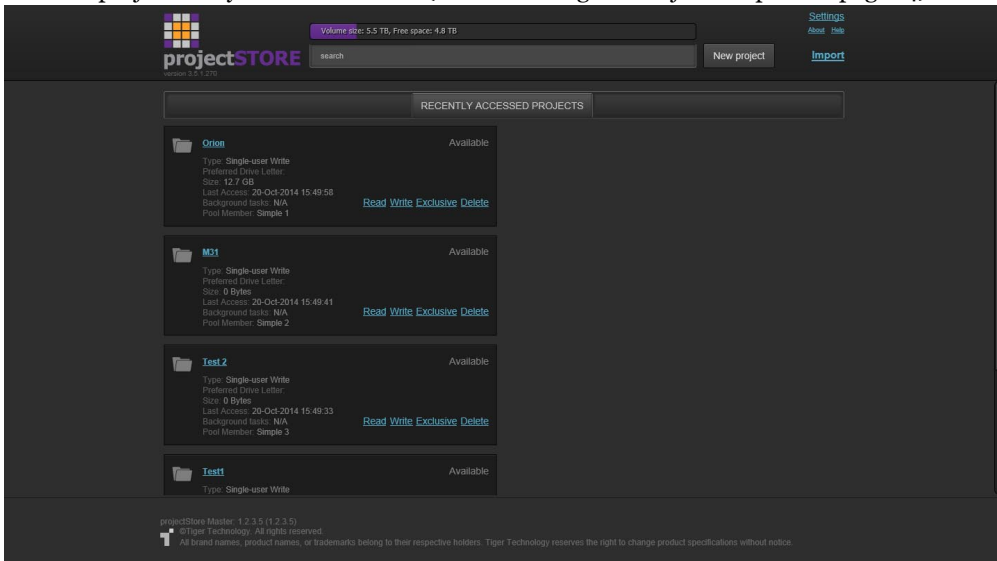 Settings
About Help
Volume size: 5.5 TB, Free space: 4.8 TB
projectSTORE
search
New project
Import
version 3.5.1.270
RECENTLY ACCESSED PROJECTS
Orion
Available
Type: Single-user Write
Preferred Drive Letter:
Size: 12.7 GB
Last Access: 20-Oct-2014 15:49:58
Background tasks: N/A
Read Write Exclusive Delete
Pool Member: Simple 1
M31
Available
Type: Single-user Write
Preferred Drive Letter:
Size: 0 Bytes
Last Access: 20-Oct-2014 15:49:41
Background tasks: N/A
Read Write Exclusive Delete
Pool Member: Simple 2
Test 2
Available
Type: Single-user Write
Preferred Drive Letter:
Size: 0 Bytes
Last Access: 20-Oct-2014 15:49:33
Background tasks: N/A
Read Write Exclusive Delete
Pool Member: Simple 3
Test1
Available
Type: Single-user Write
projectStore Master: 1.2.3.5 (1.2.3.5)
©Tiger Technology. All rights reserved.
All brand names, product names, or trademarks belong to their respective holders. Tiger Technology reserves the right to change product specifications without notice.